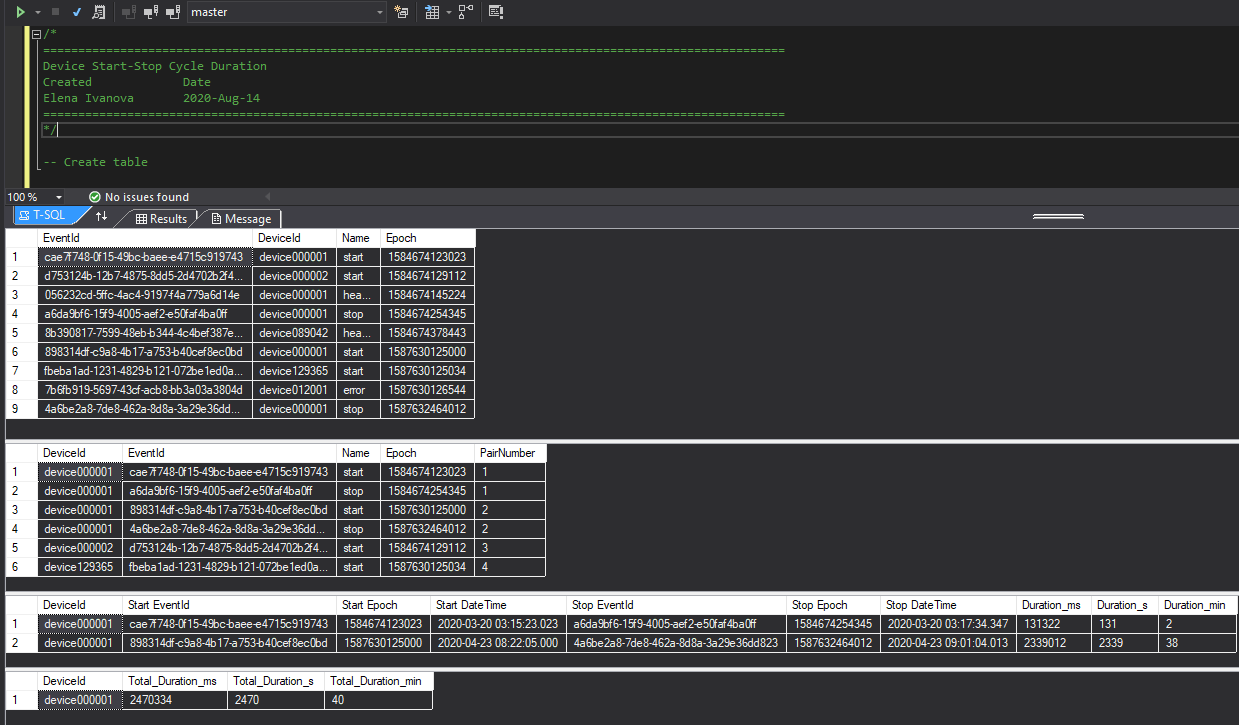 master
/*
==========================================================================================================
Device Start-Stop Cycle Duration
Created Date
Elena Ivanova 2020-Aug-14
==========================================================================================================
*/
-- Create table
100 % No issues found
T-SQL Results Message
EventId DeviceId Name Epoch
1 cae7f748-0f15-49bc-baee-e4715c919743 device000001 start 1584674123023
2 d753124b-12b7-4875-8dd5-2d4702b2f4... device000002 start 1584674129112
3 056232cd-5ffc-4ac4-9197-f4a779a6d14e device000001 hea... 1584674145224
4 a6da9bf6-15f9-4005-aef2-e50faf4ba0ff device000001 stop 1584674254345
5 8b390817-7599-48eb-b344-4c4bef387e... device089042 hea... 1584674378443
6 898314df-c9a8-4b17-a753-b40cef8ec0bd device000001 start 1587630125000
7 fbeba1ad-1231-4829-b121-072be1ed0a... device129365 start 1587630125034
8 7b6fb919-5697-43cf-acb8-bb3a03a3804d device012001 error 1587630126544
9 4a6be2a8-7de8-462a-8d8a-3a29e36dd... device000001 stop 1587632464012
DeviceId EventId Name Epoch PairNumber
1 device000001 cae7f748-0f15-49bc-baee-e4715c919743 start 1584674123023 1
2 device000001 a6da9bf6-15f9-4005-aef2-e50faf4ba0ff stop 1584674254345 1
3 device000001 898314df-c9a8-4b17-a753-b40cef8ec0bd start 1587630125000 2
4 device000001 4a6be2a8-7de8-462a-8d8a-3a29e36dd... stop 1587632464012 2
5 device000002 d753124b-12b7-4875-8dd5-2d4702b2f4... start 1584674129112 3
6 device129365 fbeba1ad-1231-4829-b121-072be1ed0a... start 1587630125034 4
DeviceId Start EventId Start Epoch Start DateTime Stop EventId Stop Epoch Stop DateTime Duration_ms Duration_s Duration_min
1 device000001 cae7f748-0f15-49bc-baee-e4715c919743 1584674123023 2020-03-20 03:15:23.023 a6da9bf6-15f9-4005-aef2-e50faf4ba0ff 1584674254345 2020-03-20 03:17:34.347 131322 131 2
2 device000001 898314df-c9a8-4b17-a753-b40cef8ec0bd 1587630125000 2020-04-23 08:22:05.000 4a6be2a8-7de8-462a-8d8a-3a29e36dd823 1587632464012 2020-04-23 09:01:04.013 2339012 2339 38
DeviceId Total_Duration_ms Total_Duration_s Total_Duration_min
1 device000001 2470334 2470 40